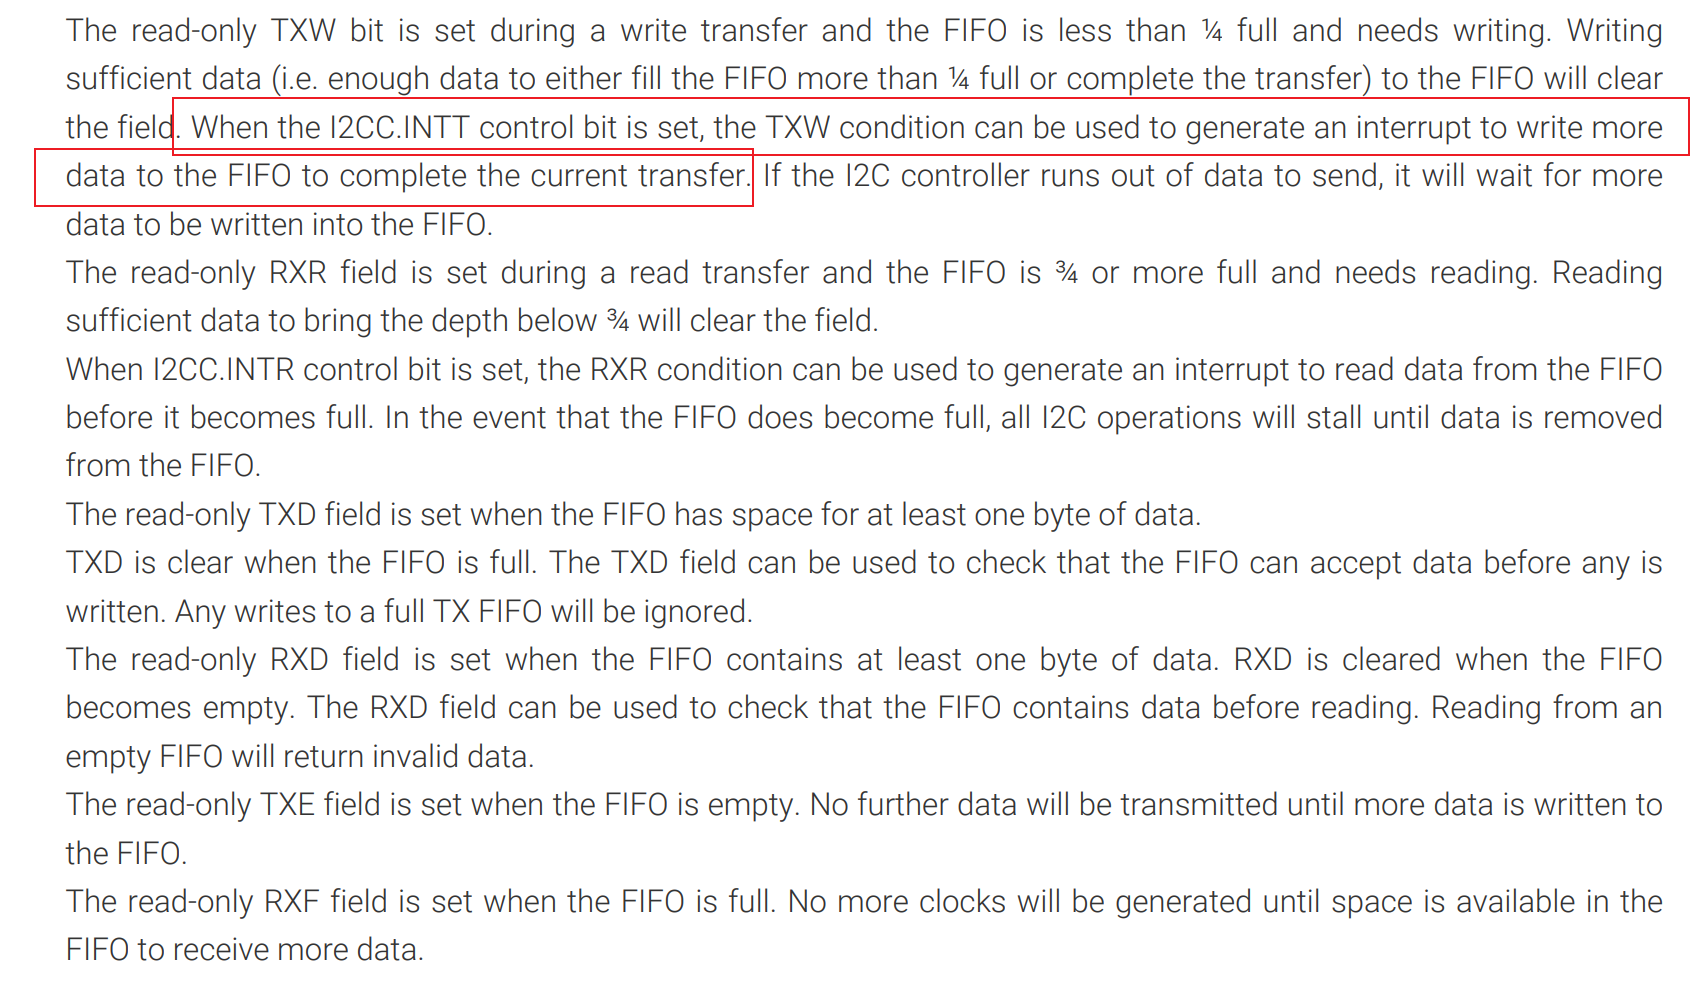 The read-only TXW bit is set during a write transfer and the FIFO is less than ¼ full and needs writing. Writing
sufficient data (i.e. enough data to either fill the FIFO more than ¼ full or complete the transfer) to the FIFO will clear
the field. When the I2CC.INTT control bit is set, the TXW condition can be used to generate an interrupt to write more
data to the FIFO to complete the current transfer. If the I2C controller runs out of data to send, it will wait for more
data to be written into the FIFO.
The read-only RXR field is set during a read transfer and the FIFO is ¾ or more full and needs reading. Reading
sufficient data to bring the depth below ¾ will clear the field.
When I2CC.INTR control bit is set, the RXR condition can be used to generate an interrupt to read data from the FIFO
before it becomes full. In the event that the FIFO does become full, all I2C operations will stall until data is removed
from the FIFO.
The read-only TXD field is set when the FIFO has space for at least one byte of data.
TXD is clear when the FIFO is full. The TXD field can be used to check that the FIFO can accept data before any is
written. Any writes to a full TX FIFO will be ignored.
The read-only RXD field is set when the FIFO contains at least one byte of data. RXD is cleared when the FIFO
becomes empty. The RXD field can be used to check that the FIFO contains data before reading. Reading from an
empty FIFO will return invalid data.
The read-only TXE field is set when the FIFO is empty. No further data will be transmitted until more data is written to
the FIFO.
The read-only RXF field is set when the FIFO is full. No more clocks will be generated until space is available in the
FIFO to receive more data.